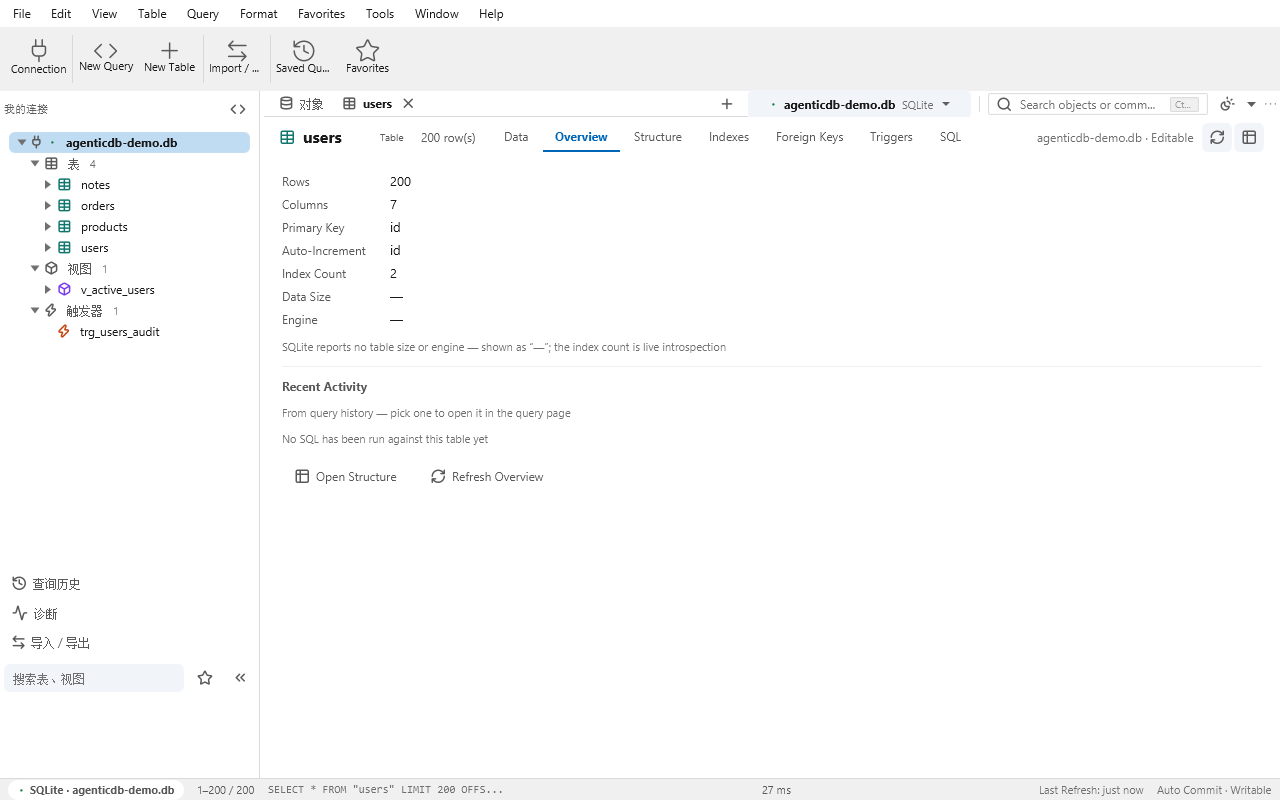 File Edit View Table Query Format Favorites Tools Window Help
Connection New Query New Table Import / ... Saved Qu... Favorites
我的连接
对象 users
agenticdb-demo.db SQLite
Search objects or comm... Ct...
agenticdb-demo.db
表 4
notes
orders
products
users
视图 1
v_active_users
触发器 1
trg_users_audit
查询历史
诊断
导入 / 导出
搜索表、视图
users Table 200 row(s) Data Overview Structure Indexes Foreign Keys Triggers SQL agenticdb-demo.db · Editable
Rows 200
Columns 7
Primary Key id
Auto-Increment id
Index Count 2
Data Size —
Engine —
SQLite reports no table size or engine — shown as “—”; the index count is live introspection
Recent Activity
From query history — pick one to open it in the query page
No SQL has been run against this table yet
Open Structure Refresh Overview
· SQLite · agenticdb-demo.db 1–200 / 200 SELECT * FROM "users" LIMIT 200 OFFS... 27 ms Last Refresh: just now Auto Commit · Writable